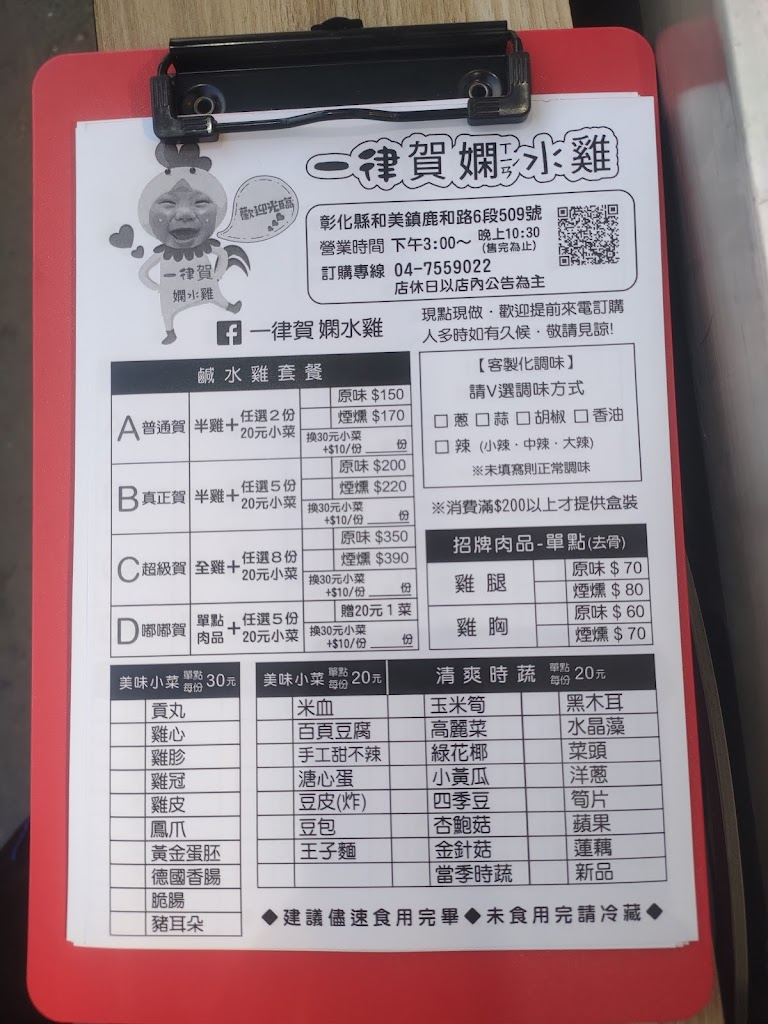 一律賀嫻ㄒㄧㄢ水雞
歡迎光臨
一律賀
嫻水雞
彰化縣和美鎮鹿和路6段509號
營業時間 下午3:00～晚上10:30
(售完為止)
訂購專線 04-7559022
店休日以店內公告為主
一律賀 嫻水雞
現點現做・歡迎提前來電訂購
人多時如有久候・敬請見諒!
鹹水雞套餐
A普通賀 半雞+任選2份20元小菜
原味 $150
煙燻 $170
換30元小菜+$10/份____份
B真正賀 半雞+任選5份20元小菜
原味 $200
煙燻 $220
換30元小菜+$10/份____份
C超級賀 全雞+任選8份20元小菜
原味 $350
煙燻 $390
換30元小菜+$10/份____份
D嘟嘟賀 單點肉品+任選5份20元小菜
贈20元1菜
換30元小菜+$10/份____份
【客製化調味】
請V選調味方式
□蔥□蒜□胡椒□香油
□辣 (小辣・中辣・大辣)
※未填寫則正常調味
※消費滿$200以上才提供盒裝
招牌肉品-單點(去骨)
雞腿
原味 $70
煙燻 $80
雞胸
原味 $60
煙燻 $70
美味小菜 單點每份30元
貢丸
雞心
雞胗
雞冠
雞皮
鳳爪
黃金蛋胚
德國香腸
脆腸
豬耳朵
美味小菜 單點每份20元
米血
百頁豆腐
手工甜不辣
溏心蛋
豆皮(炸)
豆包
王子麵
清爽時蔬 單點每份20元
玉米筍
高麗菜
綠花椰
小黃瓜
四季豆
杏鮑菇
金針菇
當季時蔬
黑木耳
水晶藻
菜頭
洋蔥
筍片
蘋果
蓮藕
新品
◆建議儘速食用完畢◆未食用完請冷藏◆